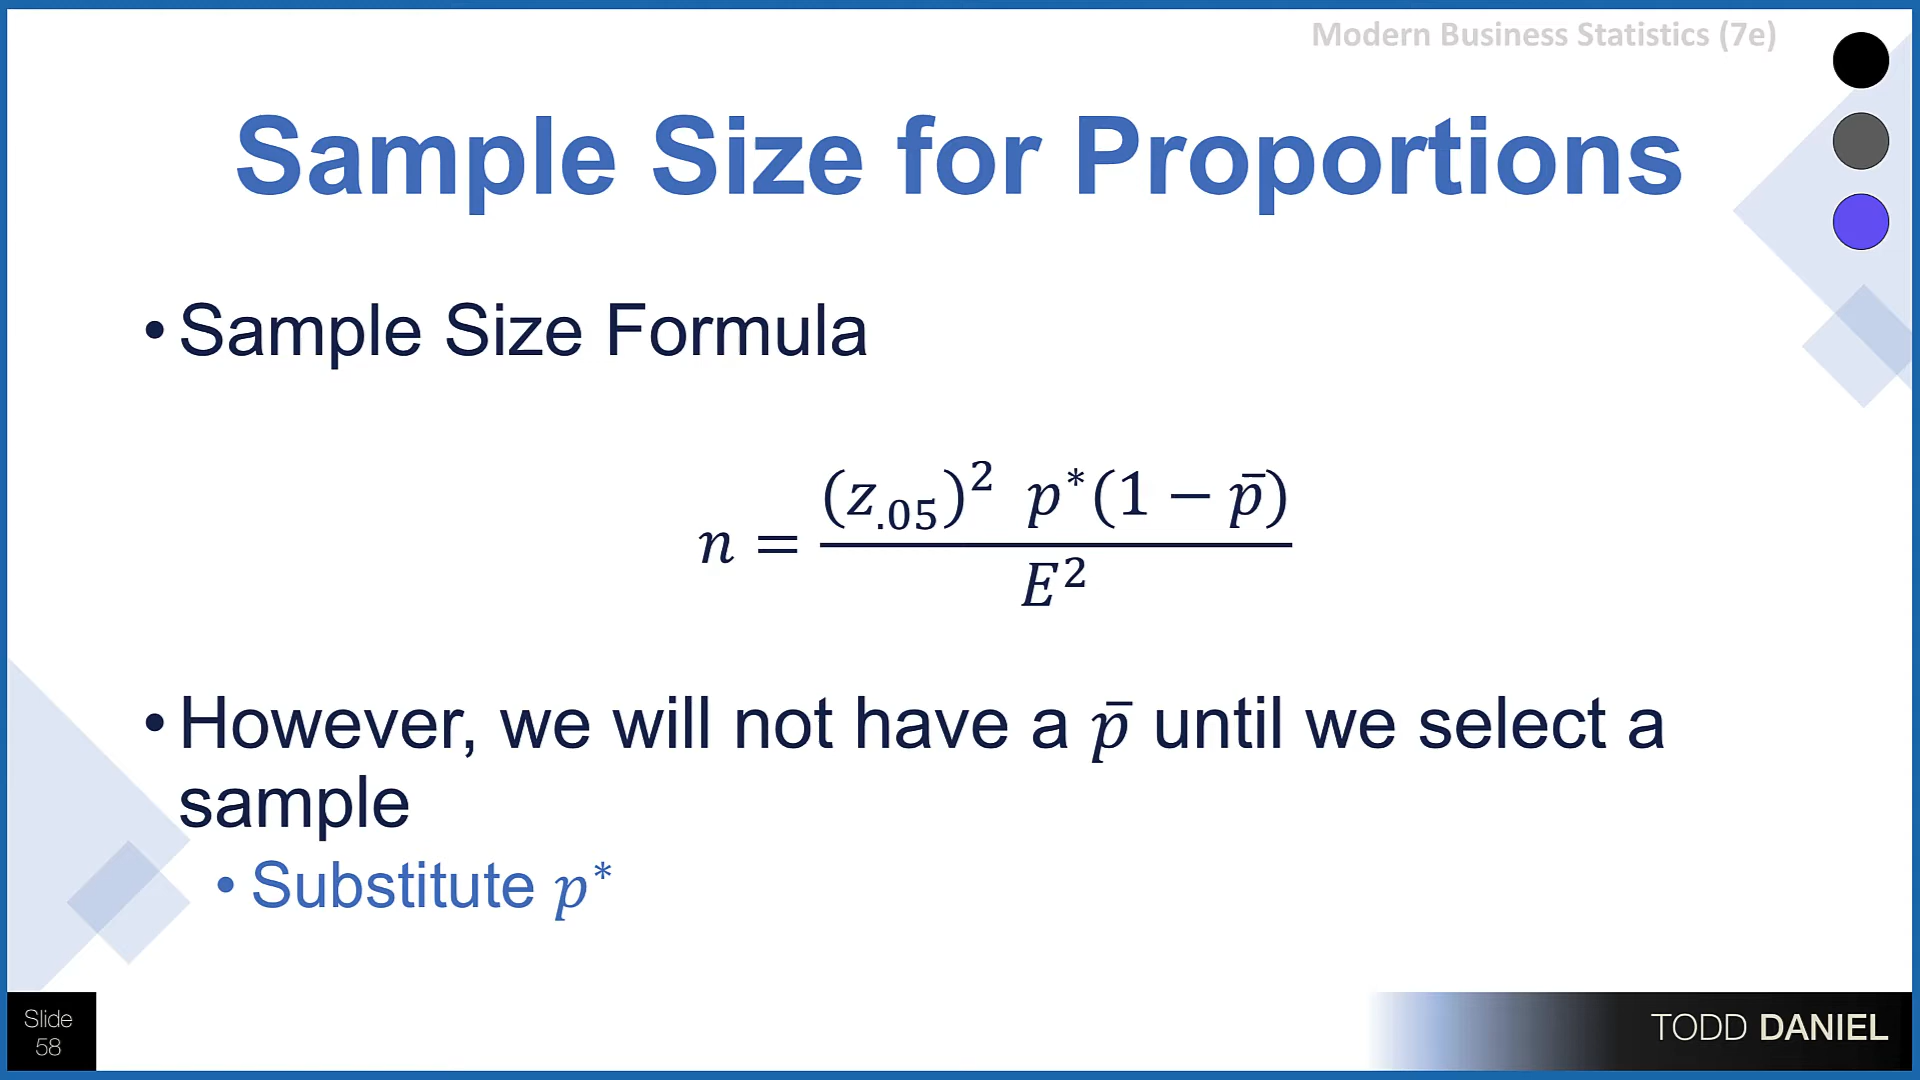 Modern Business Statistics (7e)
Sample Size for Proportions
• Sample Size Formula
n = (z.05)² p*(1 − p̄) / E²
• However, we will not have a p̄ until we select a
sample
• Substitute p*
Slide
58
TODD DANIEL